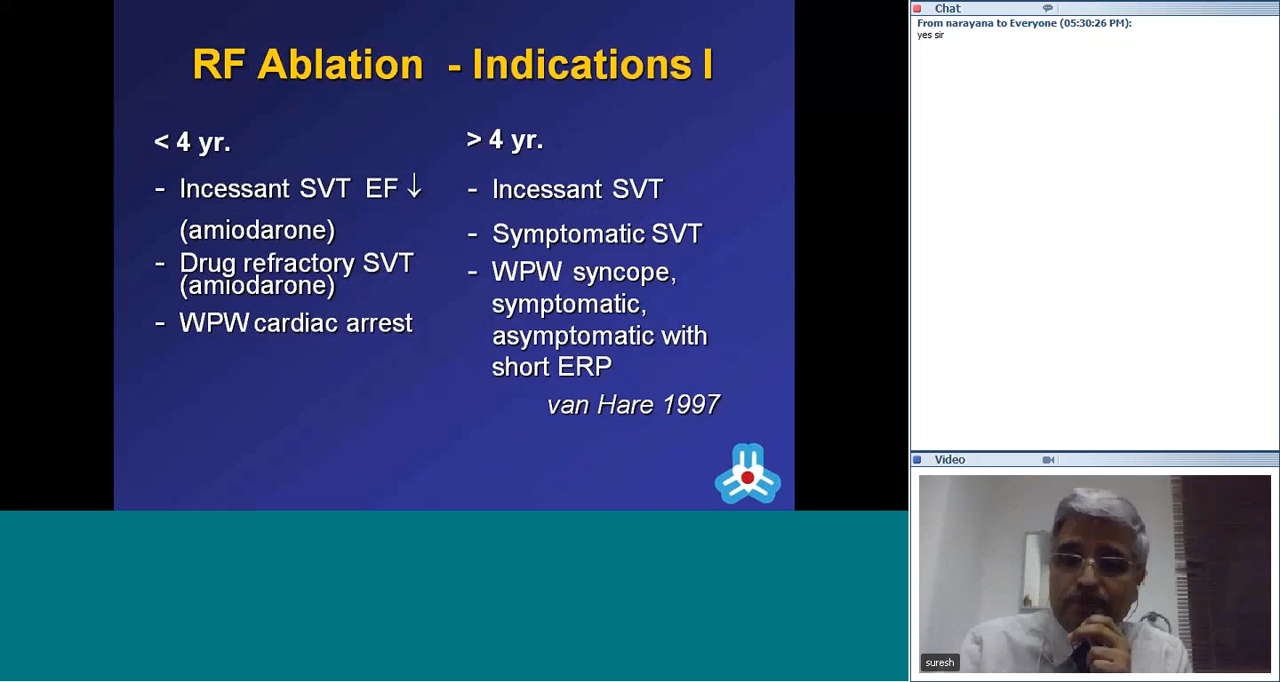 RF Ablation - Indications I
< 4 yr.
- Incessant SVT EF ↓
(amiodarone)
- Drug refractory SVT
(amiodarone)
- WPW cardiac arrest
> 4 yr.
- Incessant SVT
- Symptomatic SVT
- WPW syncope,
symptomatic,
asymptomatic with
short ERP
van Hare 1997
Chat
From narayana to Everyone (05:30:26 PM):
yes sir
Video
suresh